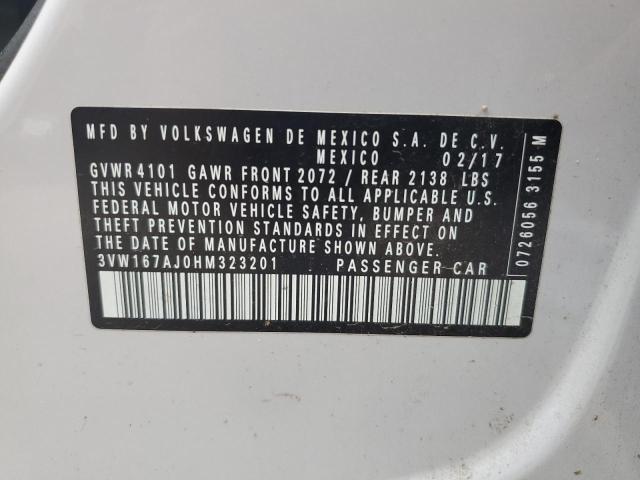 MFD BY VOLKSWAGEN DE MEXICO S.A. DE C.V.
MEXICO 02/17
GVWR 4101 GAWR FRONT 2072 / REAR 2138 LBS
THIS VEHICLE CONFORMS TO ALL APPLICABLE U.S.
FEDERAL MOTOR VEHICLE SAFETY, BUMPER AND
THEFT PREVENTION STANDARDS IN EFFECT ON
THE DATE OF MANUFACTURE SHOWN ABOVE.
3VW167AJ0HM323201 PASSENGER CAR
0726056 3155 M